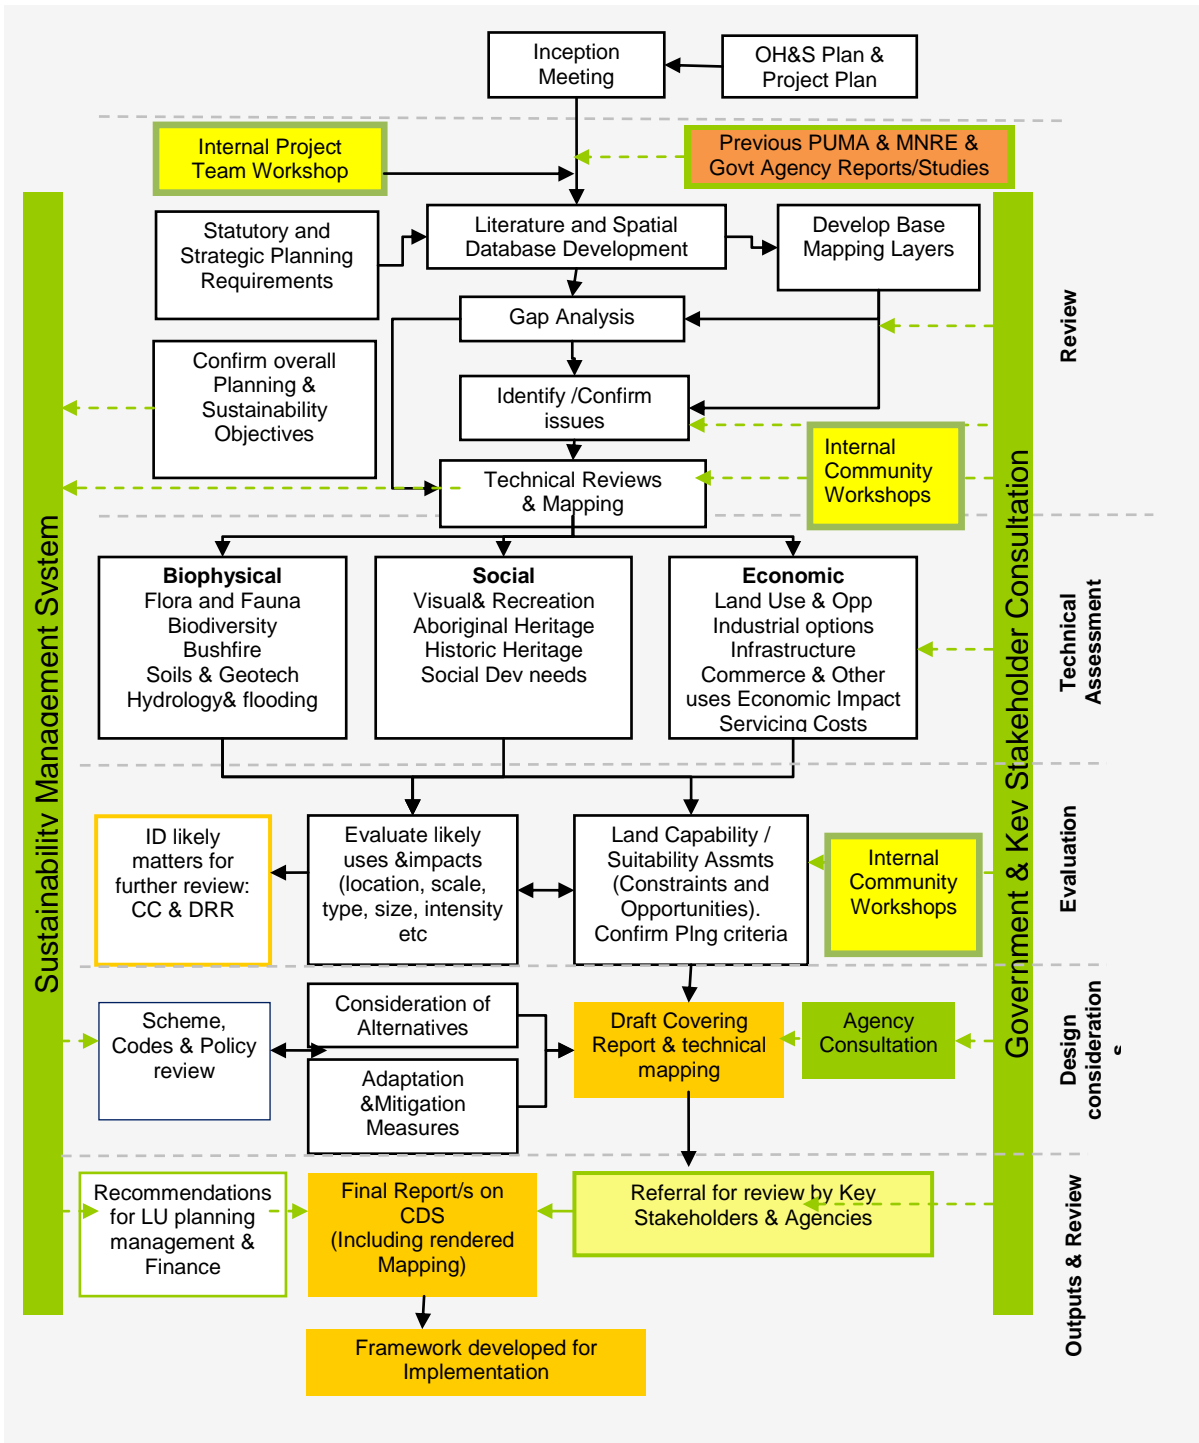 Inception
Meeting
OH&S Plan &
Project Plan
Internal Project
Team Workshop
Previous PUMA & MNRE &
Govt Agency Reports/Studies
Statutory and
Strategic Planning
Requirements
Literature and Spatial
Database Development
Develop Base
Mapping Layers
Gap Analysis
Confirm overall
Planning &
Sustainability
Objectives
Identify /Confirm
issues
Internal
Community
Workshops
Technical Reviews
& Mapping
Review
Sustainability Management System
Government & Key Stakeholder Consultation
Biophysical
Flora and Fauna
Biodiversity
Bushfire
Soils & Geotech
Hydrology& flooding
Social
Visual& Recreation
Aboriginal Heritage
Historic Heritage
Social Dev needs
Economic
Land Use & Opp
Industrial options
Infrastructure
Commerce & Other
uses Economic Impact
Servicing Costs
Technical
Assessment
ID likely
matters for
further review:
CC & DRR
Evaluate likely
uses &impacts
(location, scale,
type, size, intensity
etc
Land Capability /
Suitability Assmts
(Constraints and
Opportunities).
Confirm Plng criteria
Internal
Community
Workshops
Evaluation
Scheme,
Codes & Policy
review
Consideration of
Alternatives
Adaptation
&Mitigation
Measures
Draft Covering
Report & technical
mapping
Agency
Consultation
Design
consideration
s
Recommendations
for LU planning
management &
Finance
Final Report/s on
CDS
(Including rendered
Mapping)
Referral for review by Key
Stakeholders & Agencies
Outputs & Review
Framework developed for
Implementation